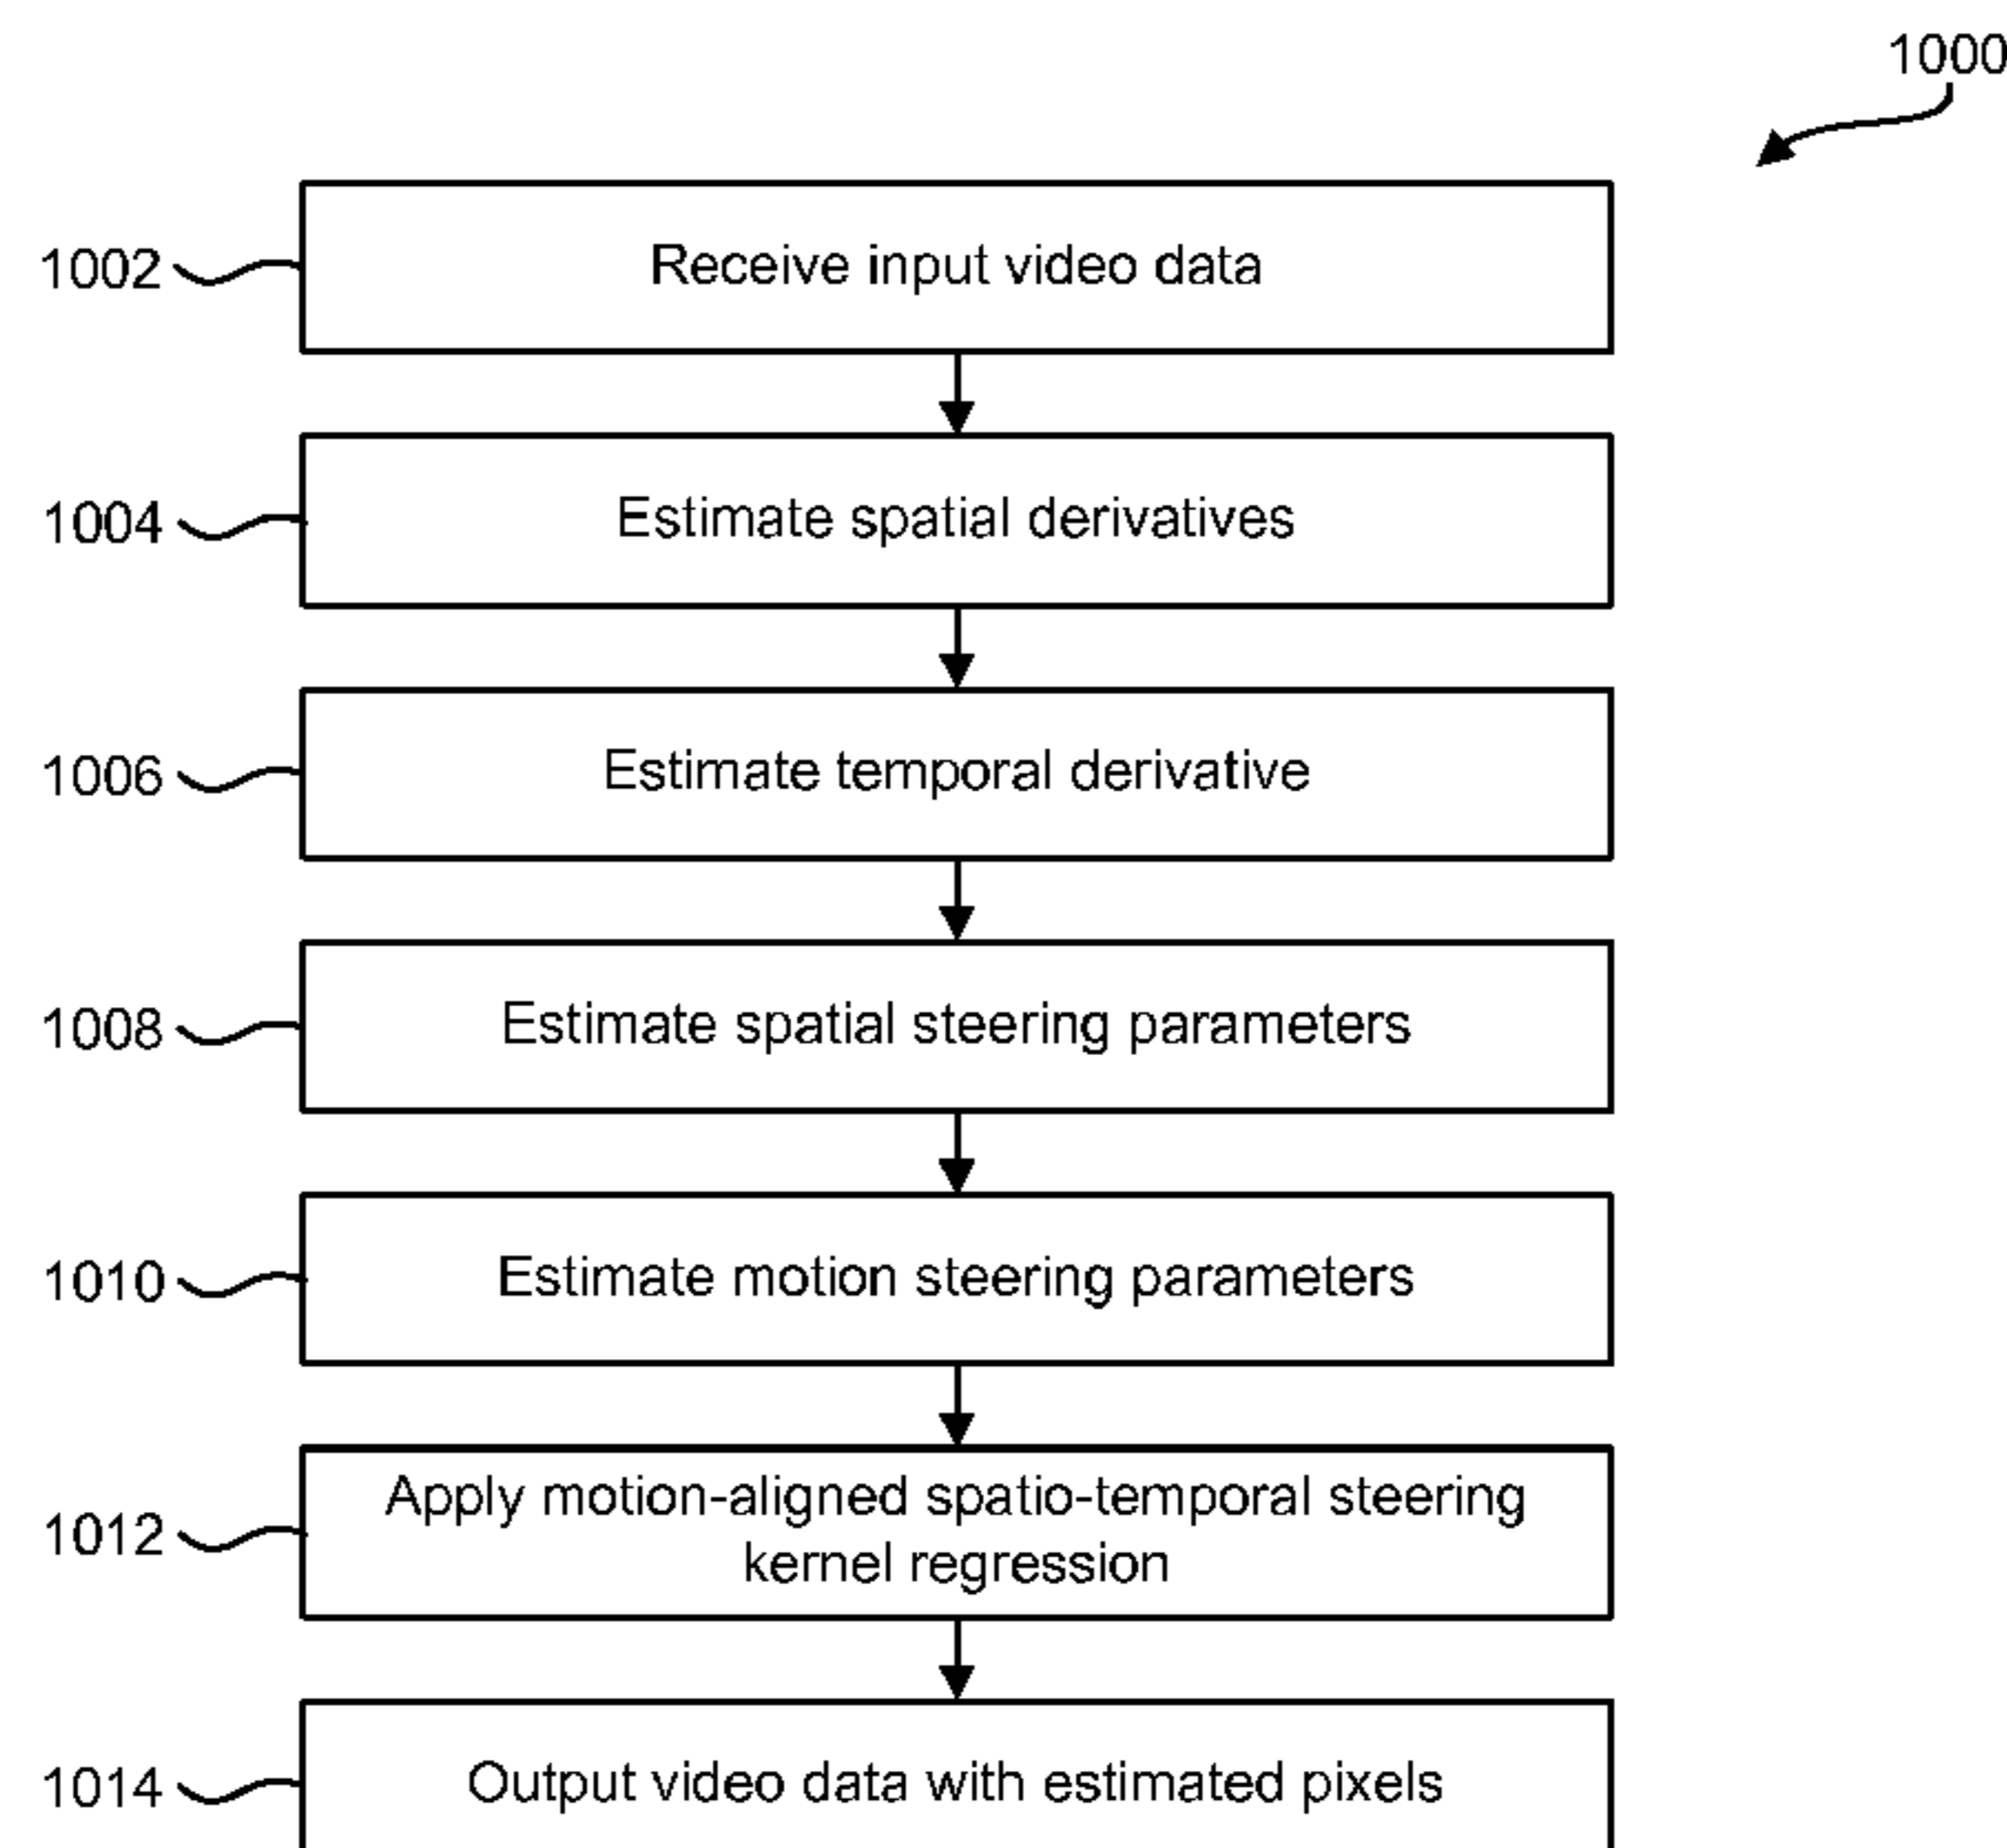 1000
1002
Receive input video data
1004
Estimate spatial derivatives
1006
Estimate temporal derivative
1008
Estimate spatial steering parameters
1010
Estimate motion steering parameters
1012
Apply motion-aligned spatio-temporal steering
kernel regression
1014
Output video data with estimated pixels